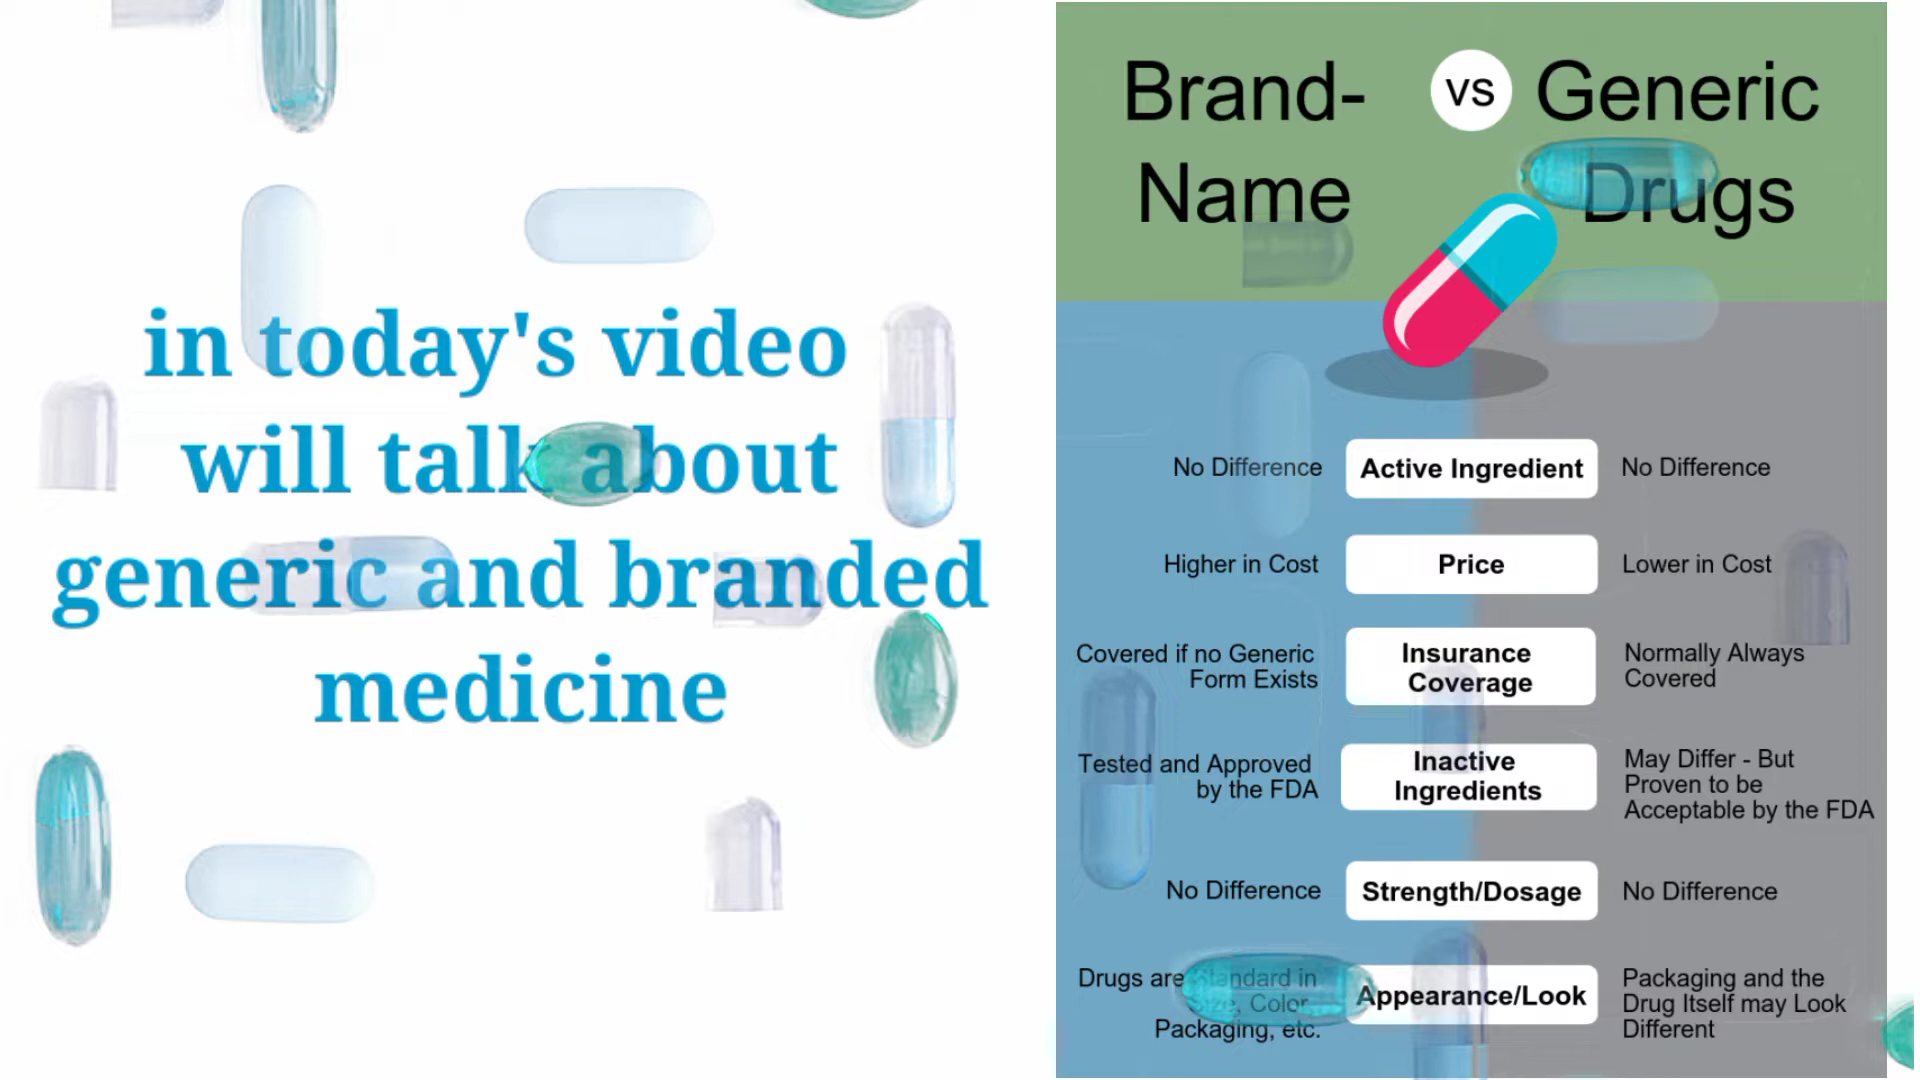 in today's video
will talk about
generic and branded
medicine
Brand-
Name
VS
Generic
Drugs
No Difference
Active Ingredient
No Difference
Higher in Cost
Price
Lower in Cost
Covered if no Generic
Form Exists
Insurance
Coverage
Normally Always
Covered
Tested and Approved
by the FDA
Inactive
Ingredients
May Differ - But
Proven to be
Acceptable by the FDA
No Difference
Strength/Dosage
No Difference
Drugs are Standard in
Size, Color,
Packaging, etc.
Appearance/Look
Packaging and the
Drug Itself may Look
Different